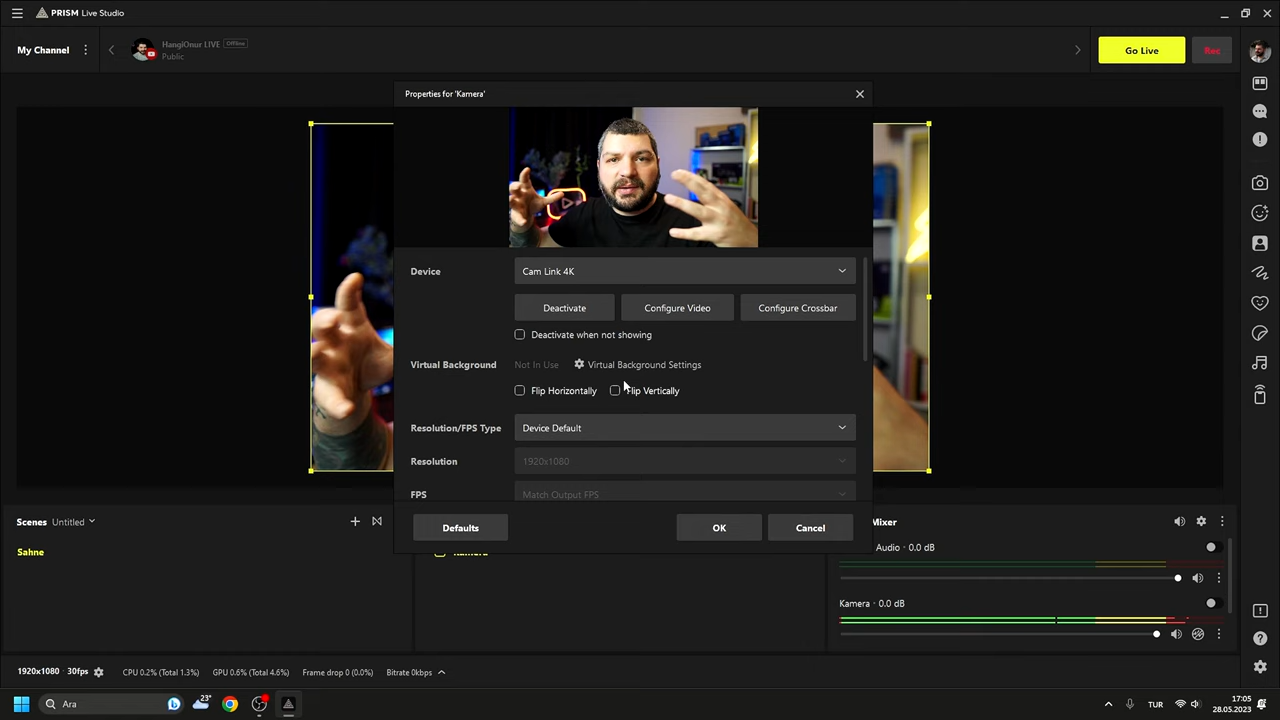 PRISM Live Studio
My Channel
HangiOnur LIVE Offline
Public
Go Live
Rec
Properties for 'Kamera'
Device
Cam Link 4K
Deactivate
Configure Video
Configure Crossbar
Deactivate when not showing
Virtual Background
Not In Use
Virtual Background Settings
Flip Horizontally
Flip Vertically
Resolution/FPS Type
Device Default
Resolution
1920x1080
FPS
Match Output FPS
Defaults
OK
Cancel
Scenes Untitled
Sahne
Kamera
Mixer
Audio · 0.0 dB
Kamera · 0.0 dB
1920x1080 · 30fps
CPU 0.2% (Total 1.3%)
GPU 0.6% (Total 4.6%)
Frame drop 0 (0.0%)
Bitrate 0kbps
Ara
23°
TUR
17:05
28.05.2023